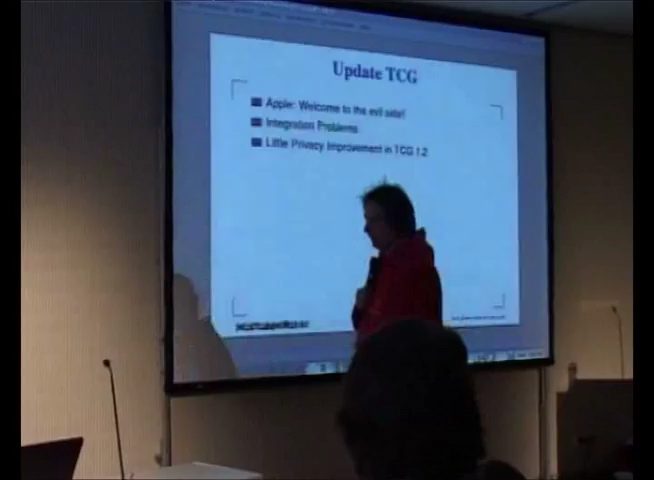 Update TCG
Apple: Welcome to the evil side!
Integration Problems
Little Privacy Improvement in TCG 1.2